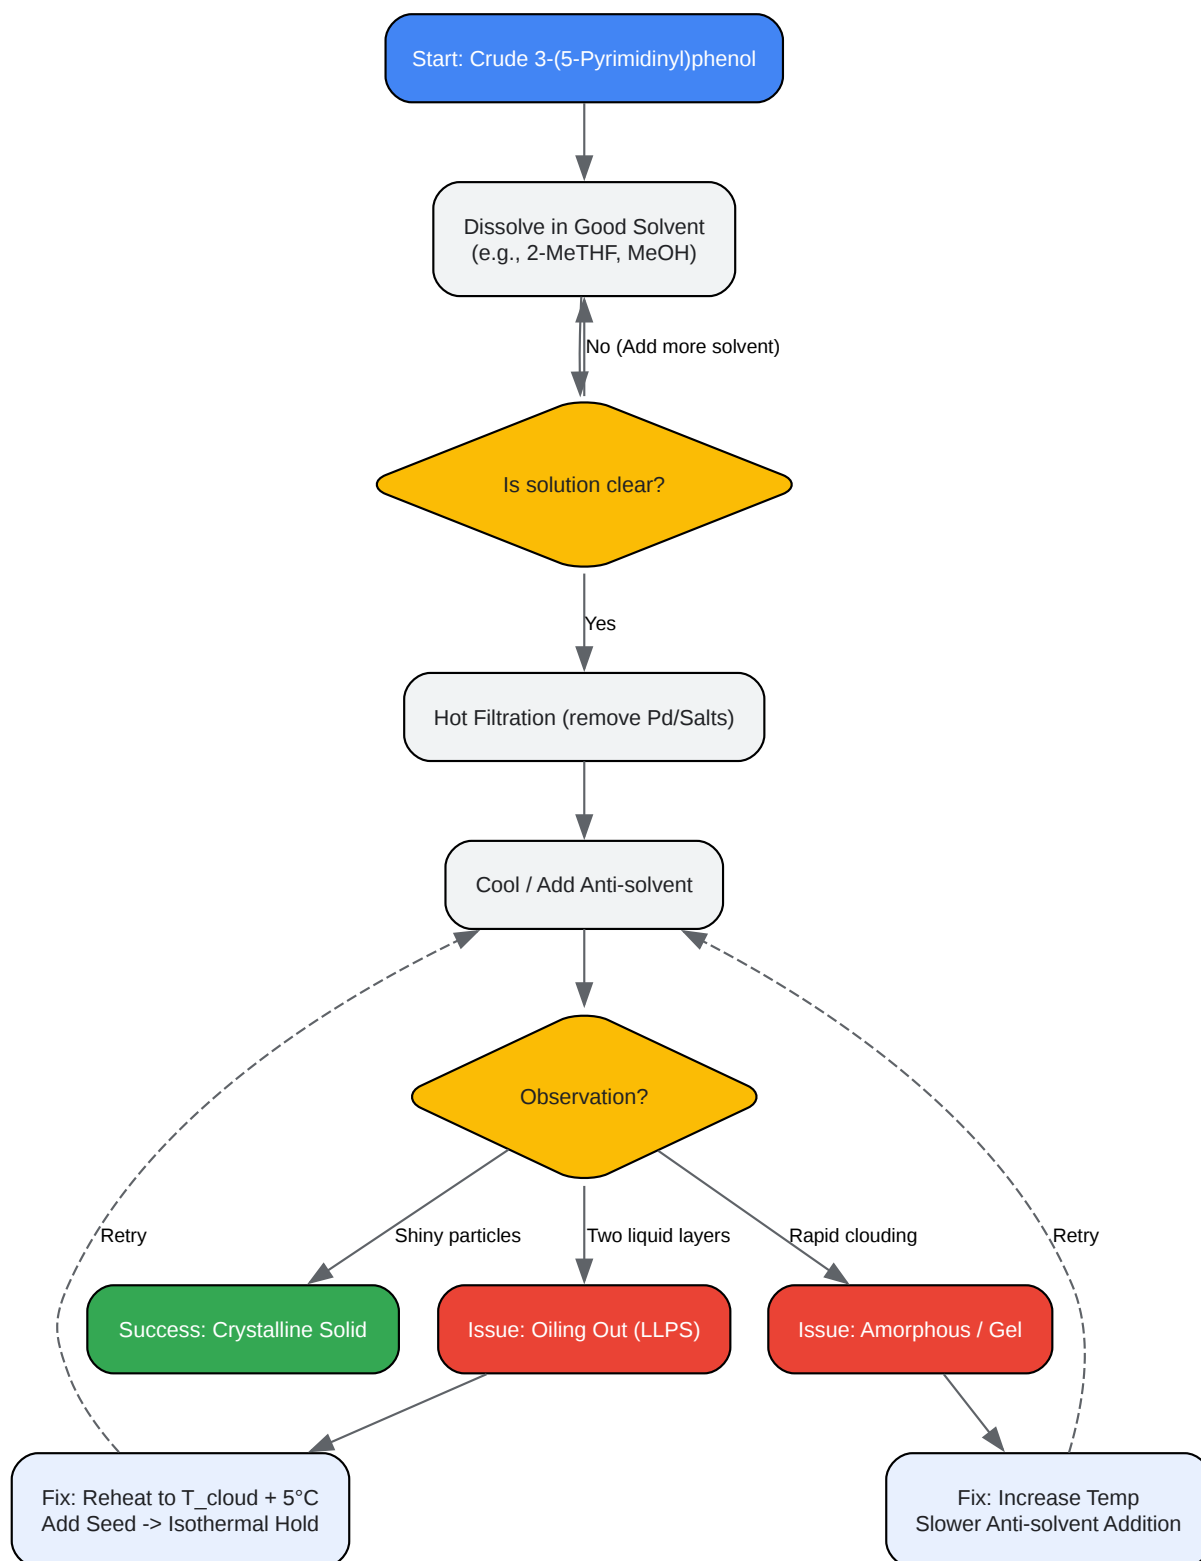 Start: Crude 3-(5-Pyrimidinyl)phenol
Dissolve in Good Solvent
(e.g., 2-MeTHF, MeOH)
No (Add more solvent)
Is solution clear?
Yes
Hot Filtration (remove Pd/Salts)
Cool / Add Anti-solvent
Observation?
Retry
Shiny particles
Two liquid layers
Rapid clouding
Retry
Success: Crystalline Solid
Issue: Oiling Out (LLPS)
Issue: Amorphous / Gel
Fix: Reheat to T_cloud + 5°C
Add Seed -> Isothermal Hold
Fix: Increase Temp
Slower Anti-solvent Addition